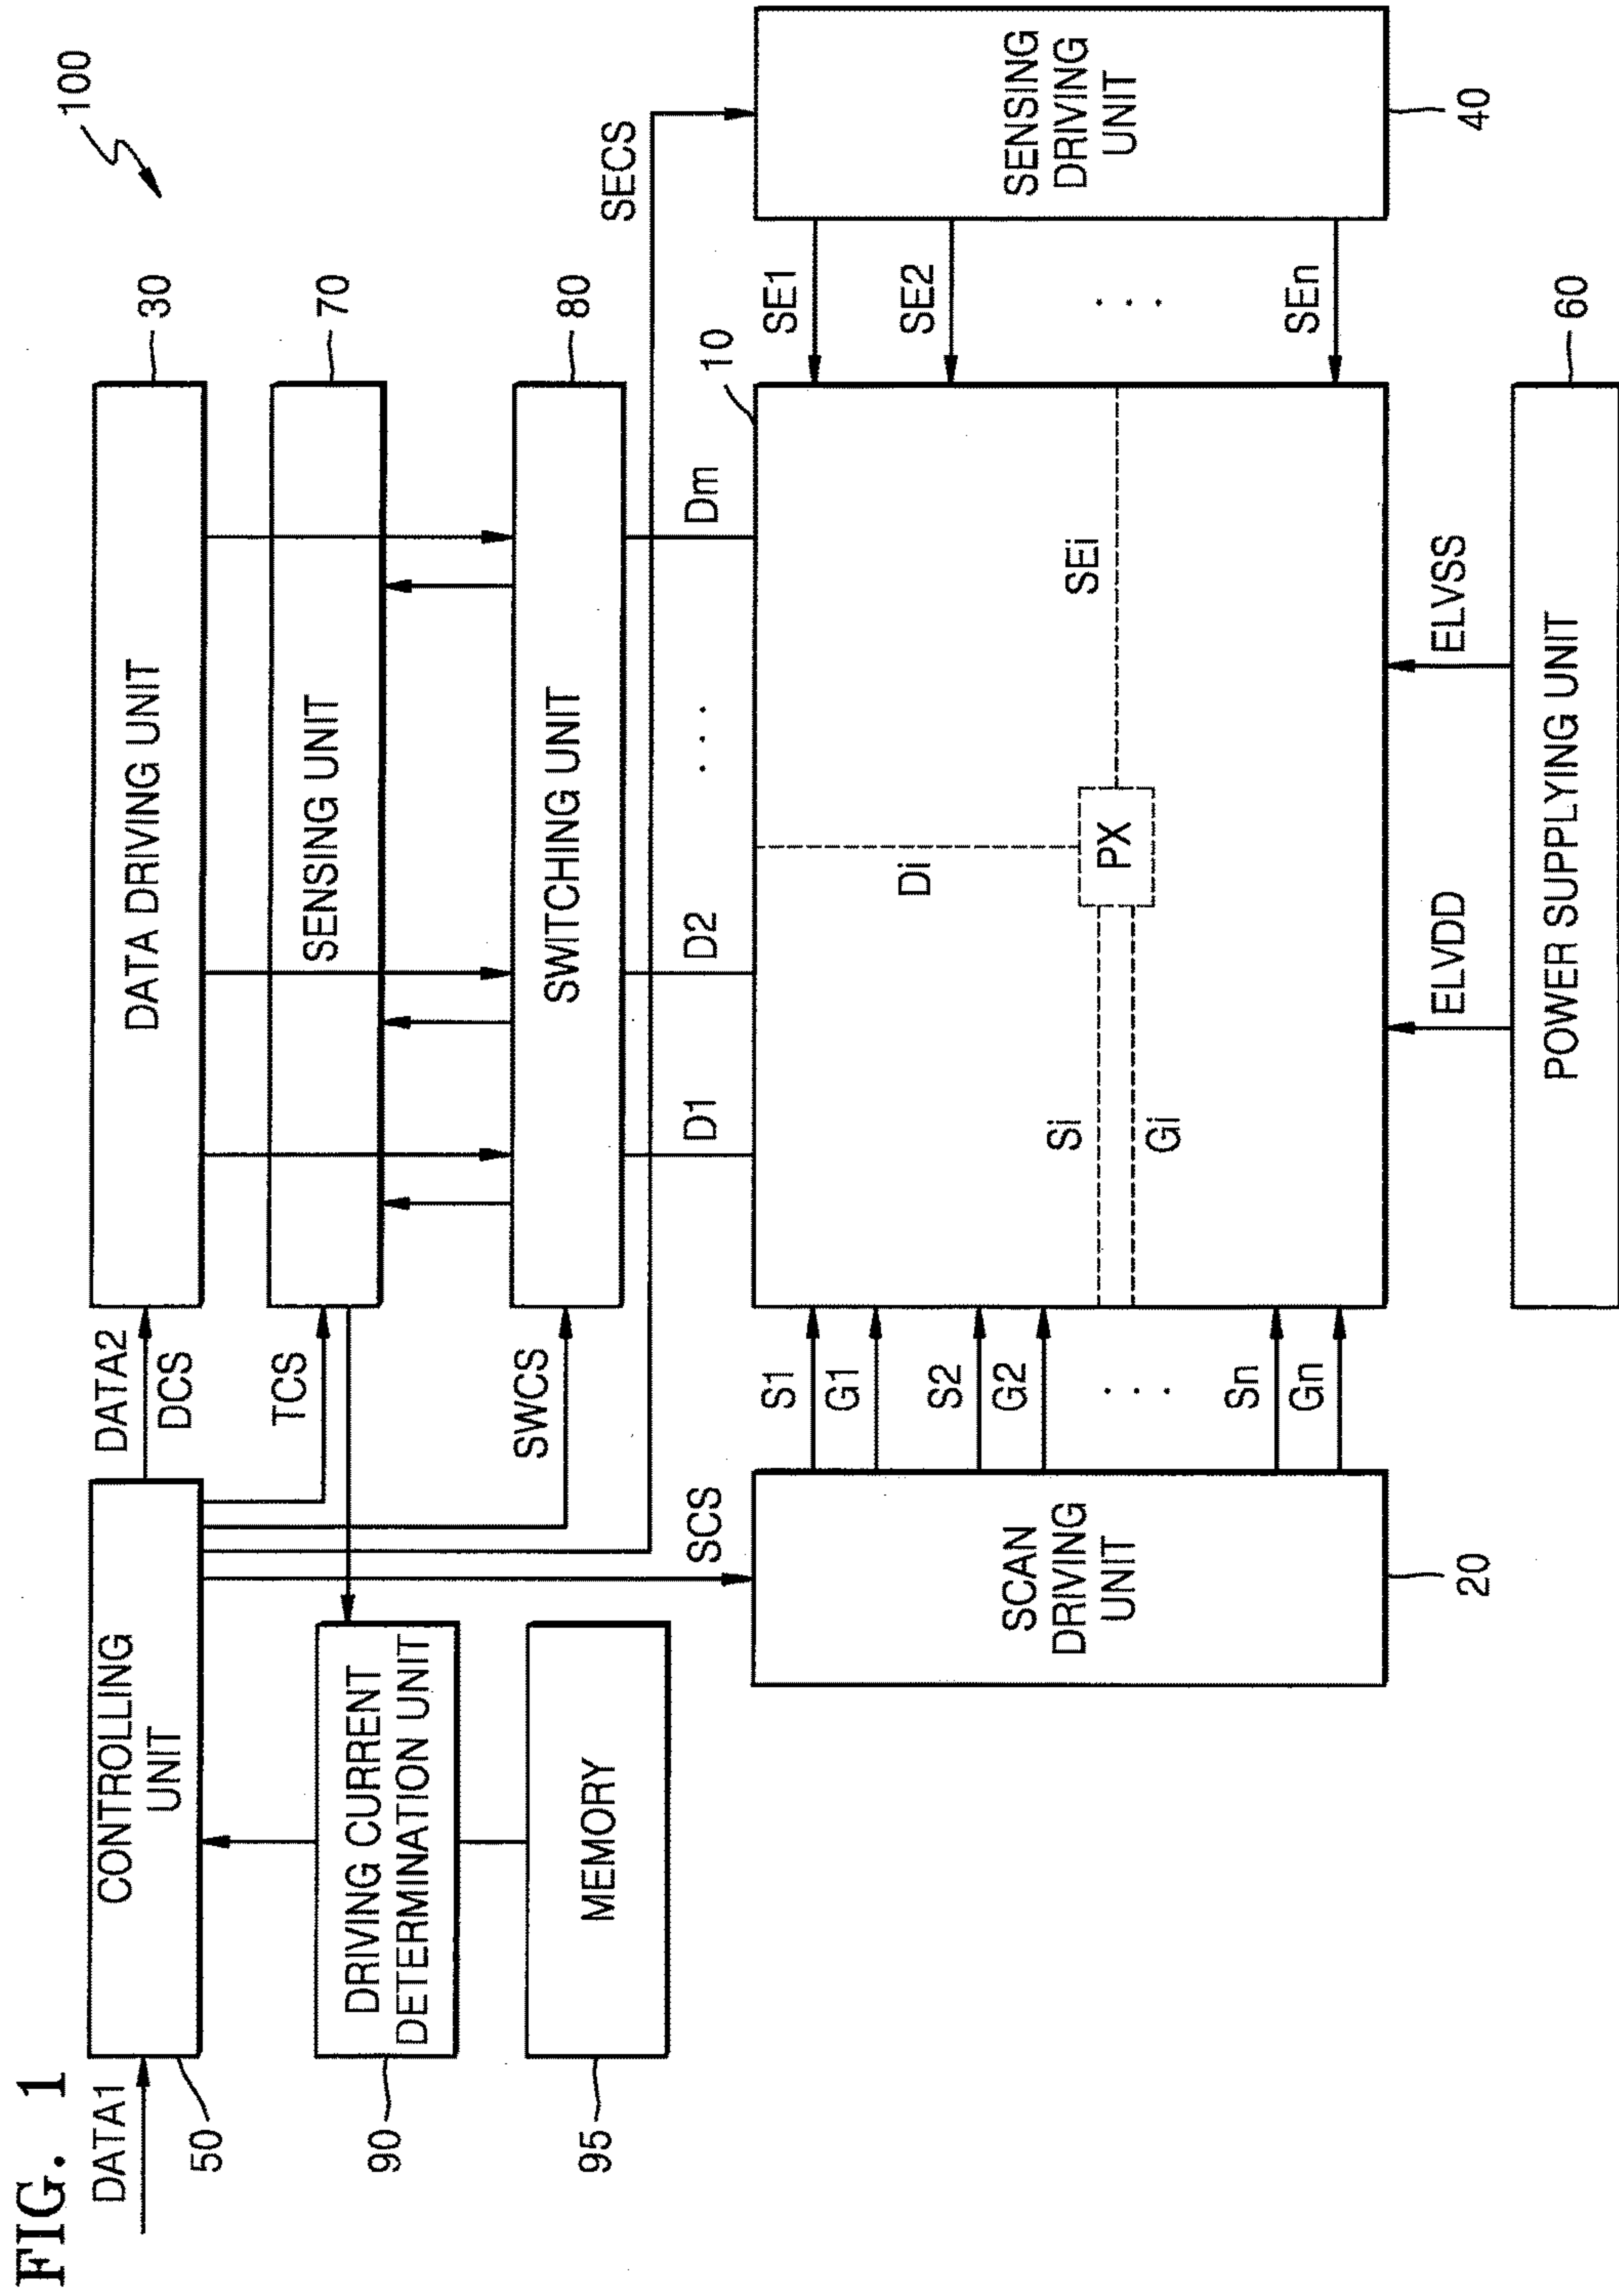 FIG. 1
100
DATA1
50
CONTROLLING
UNIT
DATA2
DCS
DATA DRIVING UNIT
30
TCS
SENSING UNIT
70
90
DRIVING CURRENT
DETERMINATION UNIT
SWCS
SWITCHING UNIT
80
95
MEMORY
SECS
SCS
D1
D2
. . .
Dm
10
SCAN
DRIVING
UNIT
20
S1
G1
S2
G2
. . .
Sn
Gn
Si
Gi
Di
PX
SEi
SE1
SE2
. . .
SEn
SENSING
DRIVING
UNIT
40
ELVDD
ELVSS
POWER SUPPLYING UNIT
60